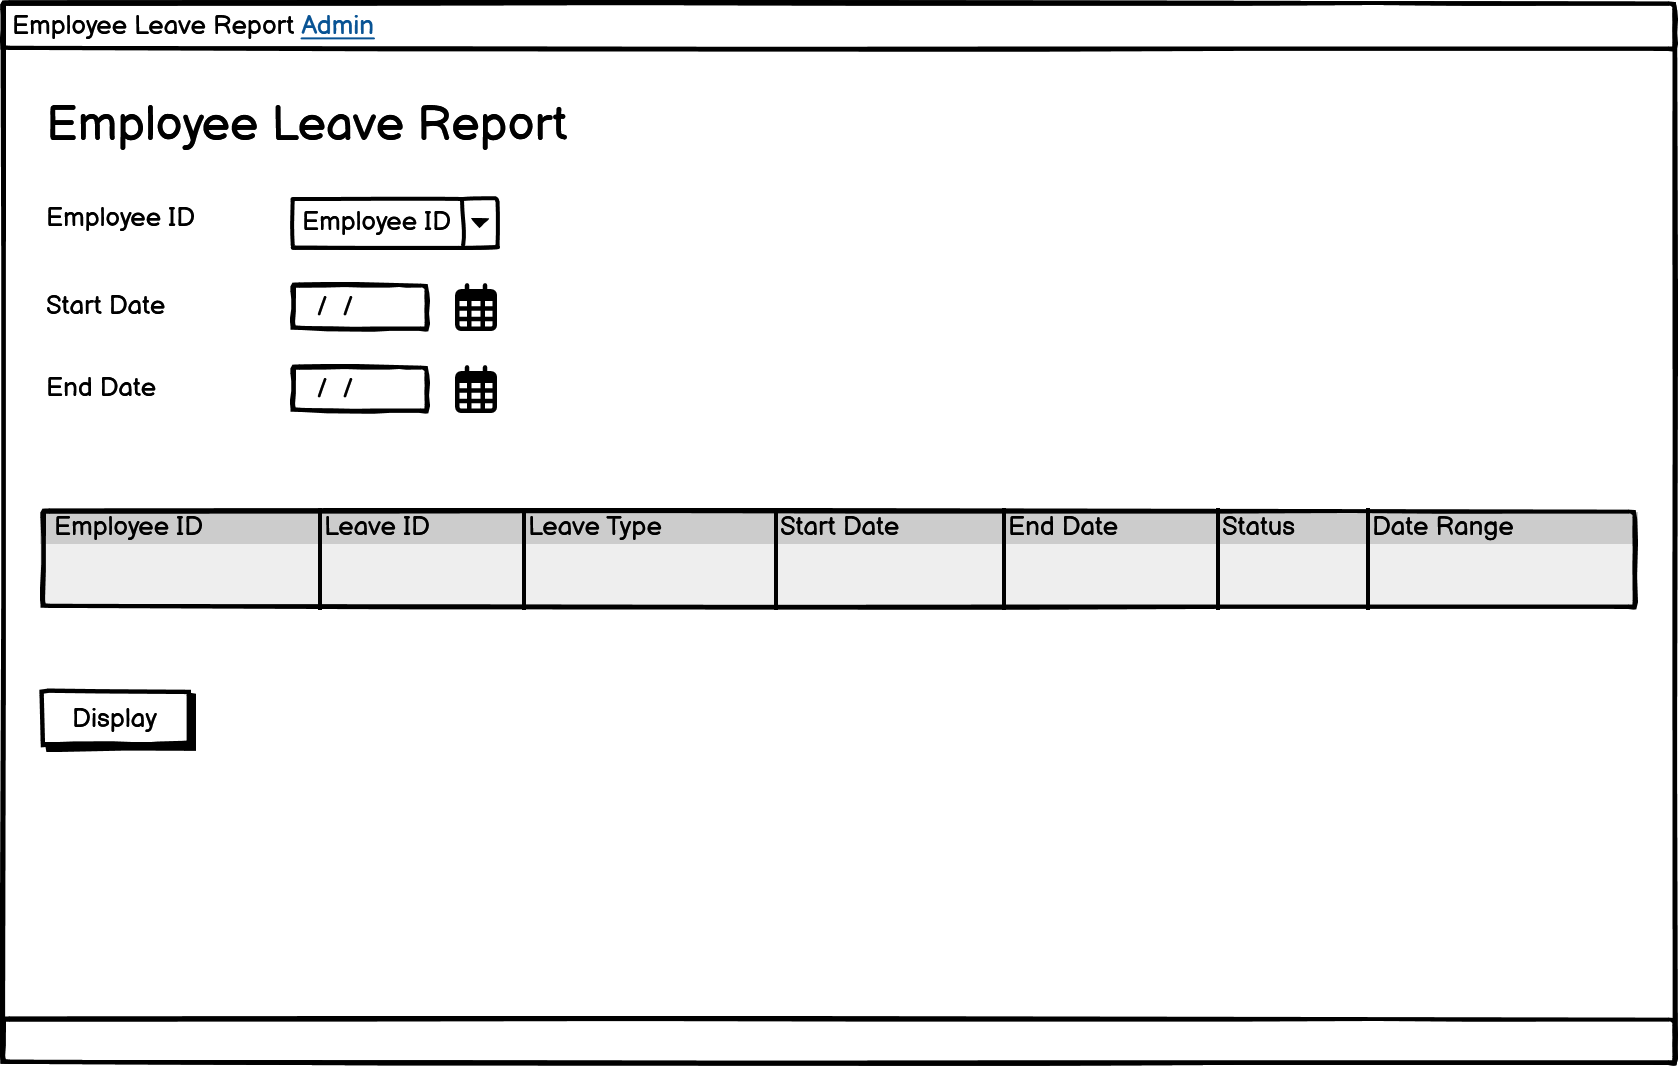 Employee Leave Report Admin
Employee Leave Report
Employee ID Employee ID
Start Date / /
End Date / /
Employee ID Leave ID Leave Type Start Date End Date Status Date Range
Display